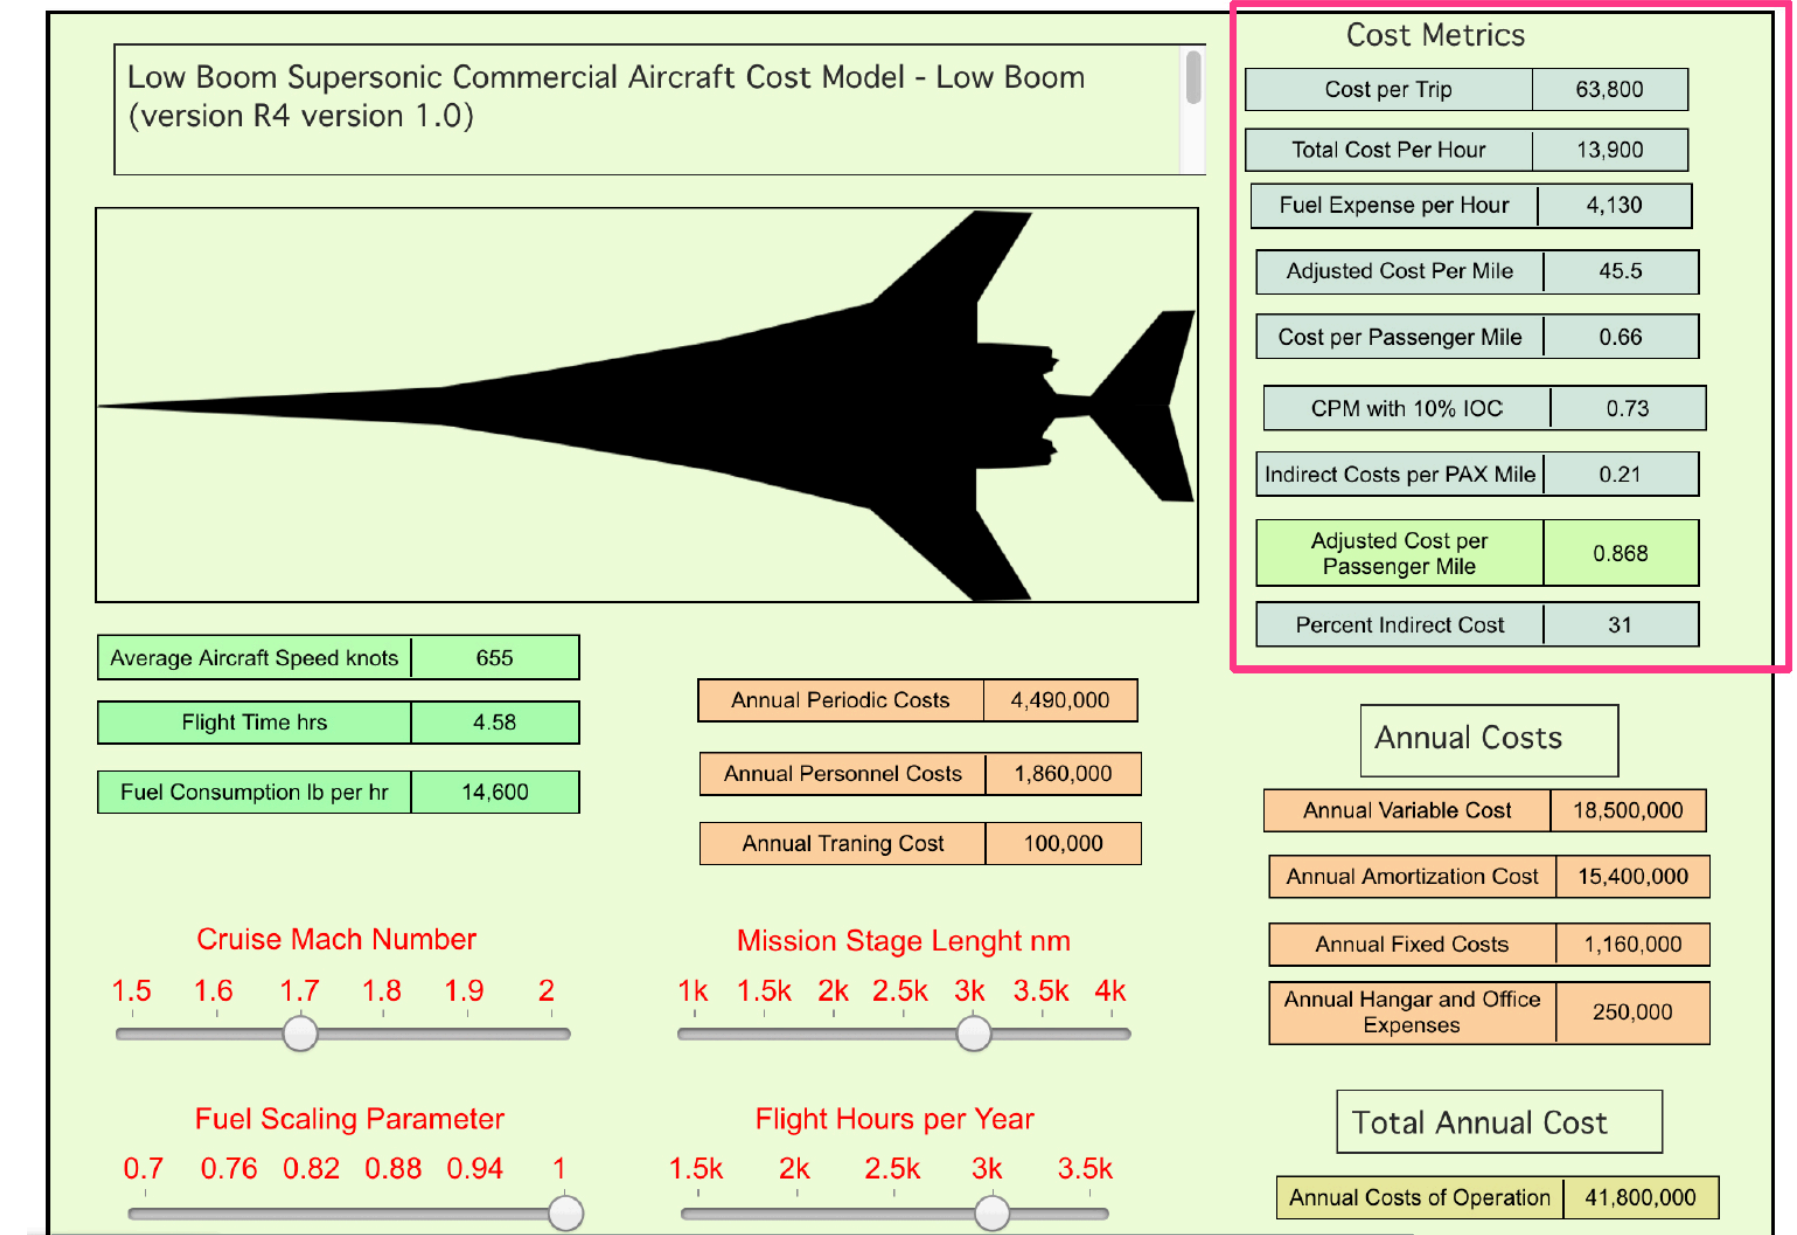 Low Boom Supersonic Commercial Aircraft Cost Model - Low Boom
(version R4 version 1.0)
Cost Metrics
Cost per Trip 63,800
Total Cost Per Hour 13,900
Fuel Expense per Hour 4,130
Adjusted Cost Per Mile 45.5
Cost per Passenger Mile 0.66
CPM with 10% IOC 0.73
Indirect Costs per PAX Mile 0.21
Adjusted Cost per
Passenger Mile 0.868
Percent Indirect Cost 31
Average Aircraft Speed knots 655
Flight Time hrs 4.58
Fuel Consumption lb per hr 14,600
Annual Periodic Costs 4,490,000
Annual Personnel Costs 1,860,000
Annual Traning Cost 100,000
Annual Costs
Annual Variable Cost 18,500,000
Annual Amortization Cost 15,400,000
Annual Fixed Costs 1,160,000
Annual Hangar and Office
Expenses 250,000
Cruise Mach Number
1.5 1.6 1.7 1.8 1.9 2
Mission Stage Lenght nm
1k 1.5k 2k 2.5k 3k 3.5k 4k
Fuel Scaling Parameter
0.7 0.76 0.82 0.88 0.94 1
Flight Hours per Year
1.5k 2k 2.5k 3k 3.5k
Total Annual Cost
Annual Costs of Operation 41,800,000